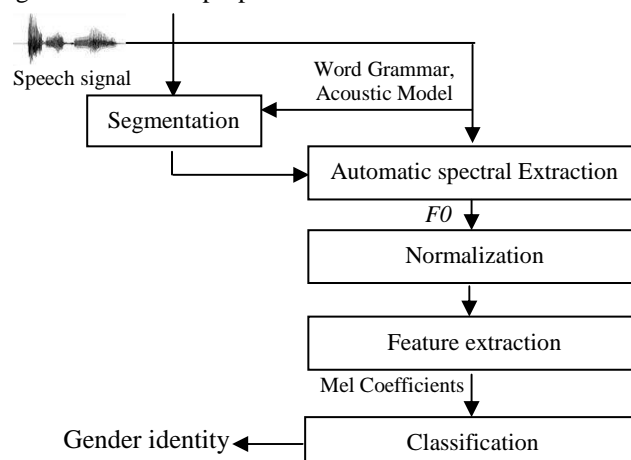 Speech signal
Word Grammar,
Acoustic Model
Segmentation
Automatic spectral Extraction
F0
Normalization
Feature extraction
Mel Coefficients
Gender identity
Classification